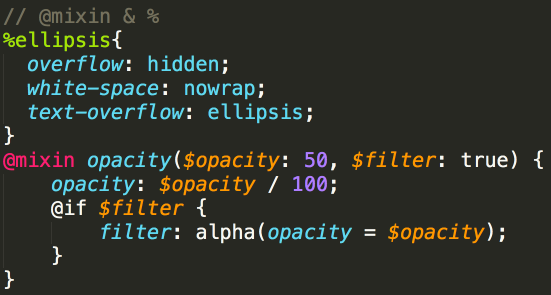 // @mixin & %
%ellipsis{
  overflow: hidden;
  white-space: nowrap;
  text-overflow: ellipsis;
}
@mixin opacity($opacity: 50, $filter: true) {
    opacity: $opacity / 100;
    @if $filter {
        filter: alpha(opacity = $opacity);
    }
}